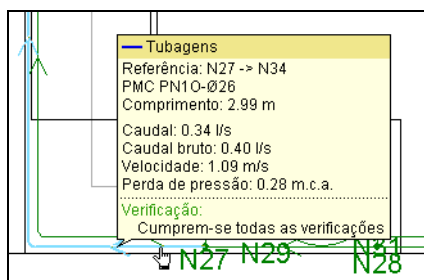 Tubagens
Referência: N27 -> N34
PMC PN10-Ø26
Comprimento: 2.99 m
Caudal: 0.34 l/s
Caudal bruto: 0.40 l/s
Velocidade: 1.09 m/s
Perda de pressão: 0.28 m.c.a.
Verificação:
Cumprem-se todas as verificações
N27 N29 N31
N28